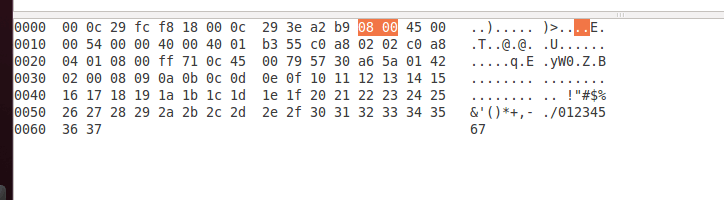 0000 00 0c 29 fc f8 18 00 0c 29 3e a2 b9 08 00 45 00 ..)..... )>....E.
0010 00 54 00 00 40 00 40 01 b3 55 c0 a8 02 02 c0 a8 .T..@.@. .U......
0020 04 01 08 00 ff 71 0c 45 00 79 57 30 a6 5a 01 42 .....q.E .yW0.Z.B
0030 02 00 08 09 0a 0b 0c 0d 0e 0f 10 11 12 13 14 15 ........ ........
0040 16 17 18 19 1a 1b 1c 1d 1e 1f 20 21 22 23 24 25 ........ .. !"#$%
0050 26 27 28 29 2a 2b 2c 2d 2e 2f 30 31 32 33 34 35 &'()*+,- ./012345
0060 36 37 67